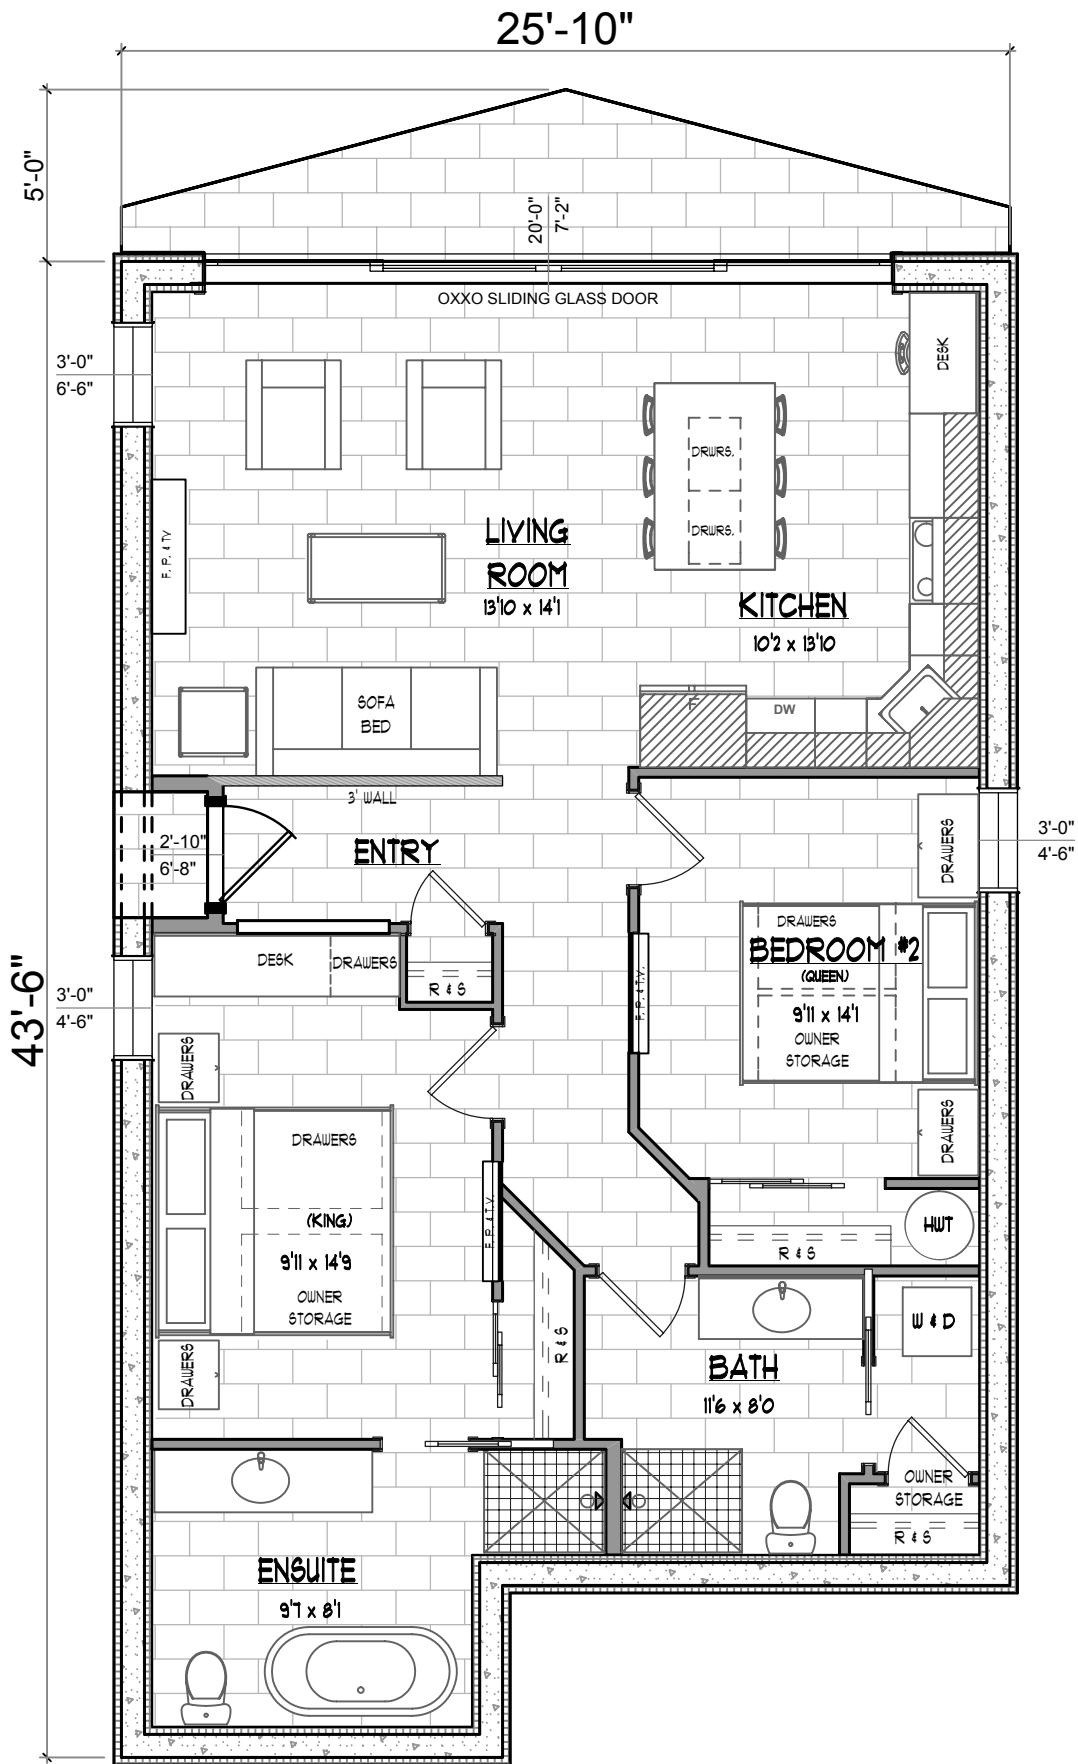 25'-10"
5'-0"
20'-0"
7'-2"
OXXO SLIDING GLASS DOOR
3'-0"
6'-6"
DESK
DRWRS.
DRWRS.
F. P. & TV
LIVING
ROOM
13'10 x 14'1
KITCHEN
10'2 x 13'10
SOFA
BED
F
DW
3' WALL
2'-10"
6'-8"
ENTRY
DRAWERS
3'-0"
4'-6"
DRAWERS
BEDROOM #2
(QUEEN)
9'11 x 14'1
OWNER
STORAGE
F. P. & T.V.
DESK
DRAWERS
R & S
3'-0"
4'-6"
43'-6"
DRAWERS
DRAWERS
DRAWERS
(KING)
9'11 x 14'9
OWNER
STORAGE
F. P. & T.V.
HWT
R & S
R & S
DRAWERS
W & D
BATH
11'6 x 8'0
OWNER
STORAGE
R & S
ENSUITE
9'7 x 8'1